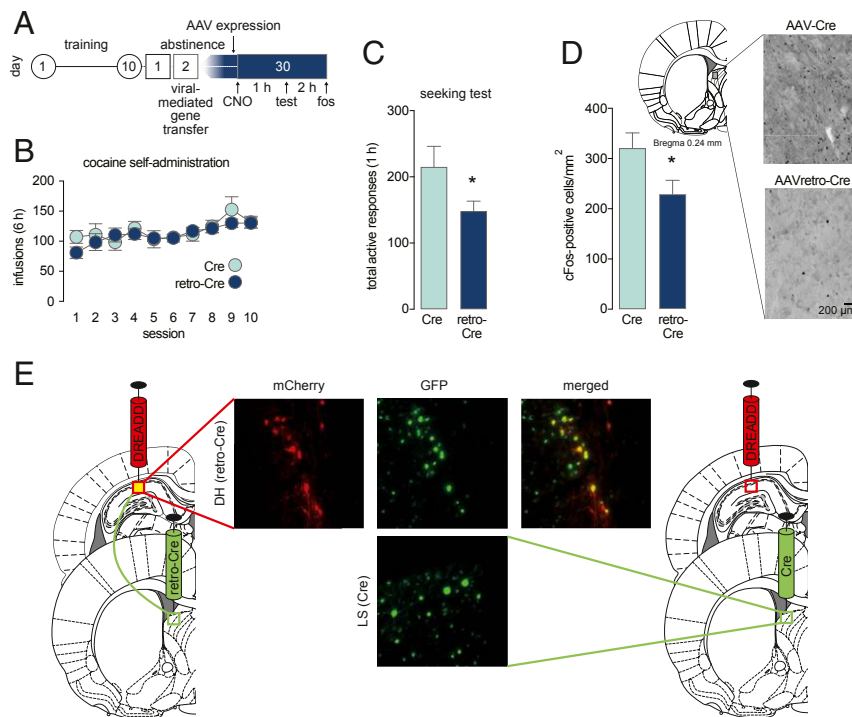 A
AAV expression
training
abstinence
day
1
10
1
2
30
viral-
mediated
gene
transfer
CNO
1 h
test
2 h
fos
B
cocaine self-administration
infusions (6 h)
200
150
100
50
0
Cre
retro-Cre
1 2 3 4 5 6 7 8 9 10
session
C
seeking test
total active responses (1 h)
300
200
100
0
*
Cre
retro-
Cre
D
Bregma 0.24 mm
cFos-positive cells/mm2
400
300
200
100
0
*
Cre
retro-
Cre
AAV-Cre
AAVretro-Cre
200 µm
E
mCherry
GFP
merged
DREADD
retro-Cre
DH (retro-Cre)
LS (Cre)
DREADD
Cre